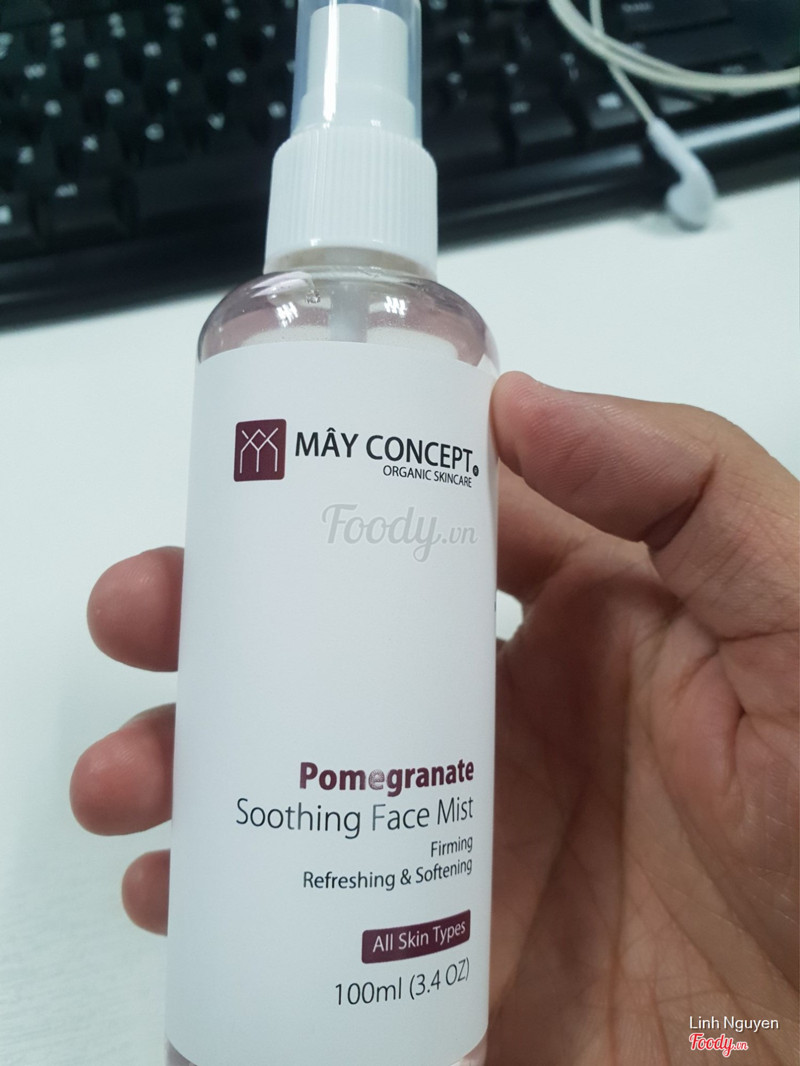 MÂY CONCEPT®
ORGANIC SKINCARE
Foody.vn
Pomegranate
Soothing Face Mist
Firming
Refreshing & Softening
All Skin Types
100ml (3.4 OZ)
Linh Nguyen
Foody.vn